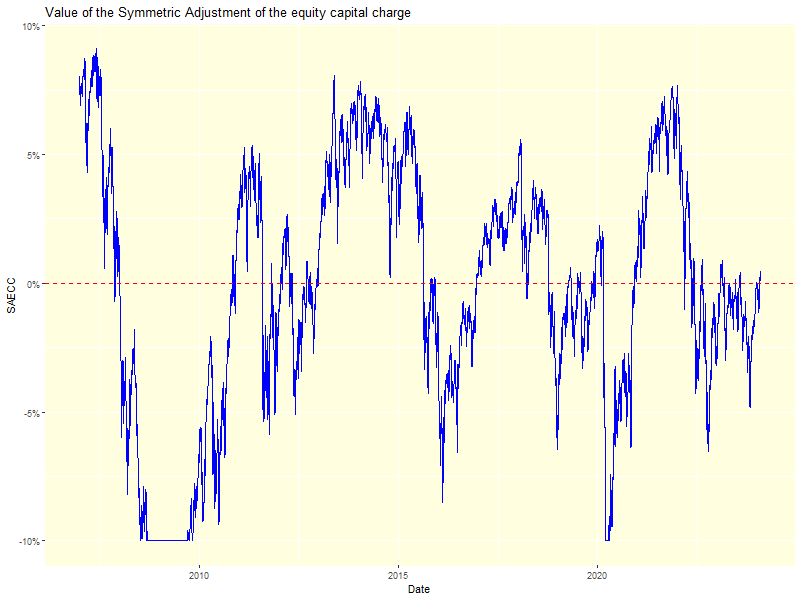 Value of the Symmetric Adjustment of the equity capital charge
10%
5%
0%
-5%
-10%
SAECC
2010
2015
2020
Date